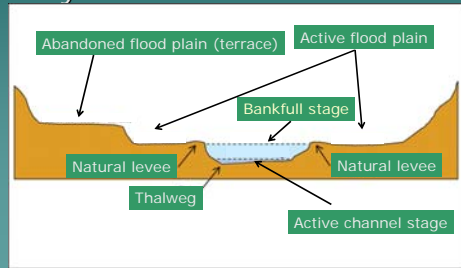 Abandoned flood plain (terrace)
Active flood plain
Bankfull stage
Natural levee
Natural levee
Thalweg
Active channel stage